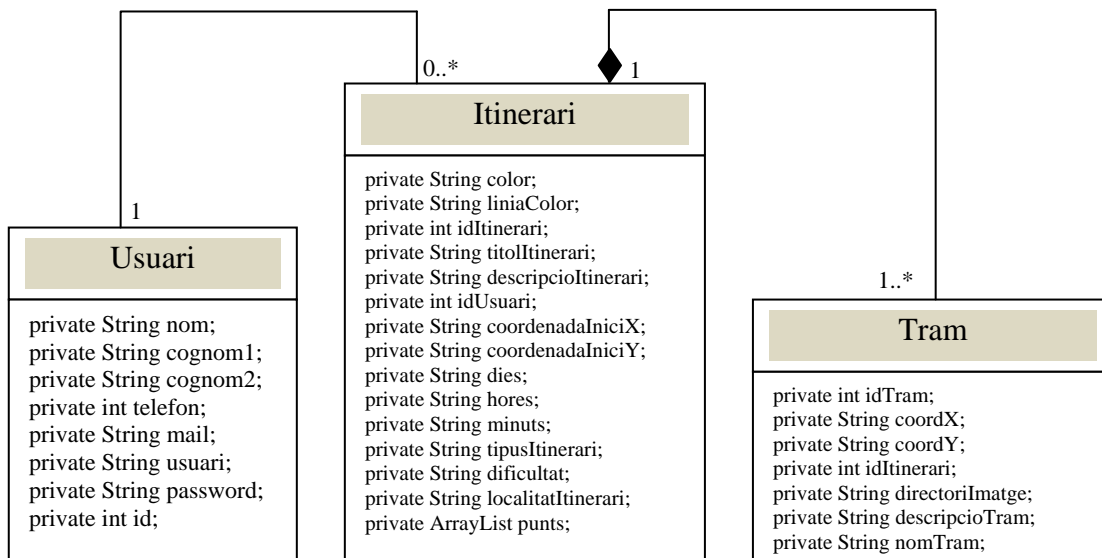 0..*
1
Itinerari
private String color;
private String liniaColor;
private int idItinerari;
private String titolItinerari;
private String descripcioItinerari;
private int idUsuari;
private String coordenadaIniciX;
private String coordenadaIniciY;
private String dies;
private String hores;
private String minuts;
private String tipusItinerari;
private String dificultat;
private String localitatItinerari;
private ArrayList punts;
1
Usuari
private String nom;
private String cognom1;
private String cognom2;
private int telefon;
private String mail;
private String usuari;
private String password;
private int id;
1..*
Tram
private int idTram;
private String coordX;
private String coordY;
private int idItinerari;
private String directoriImatge;
private String descripcioTram;
private String nomTram;